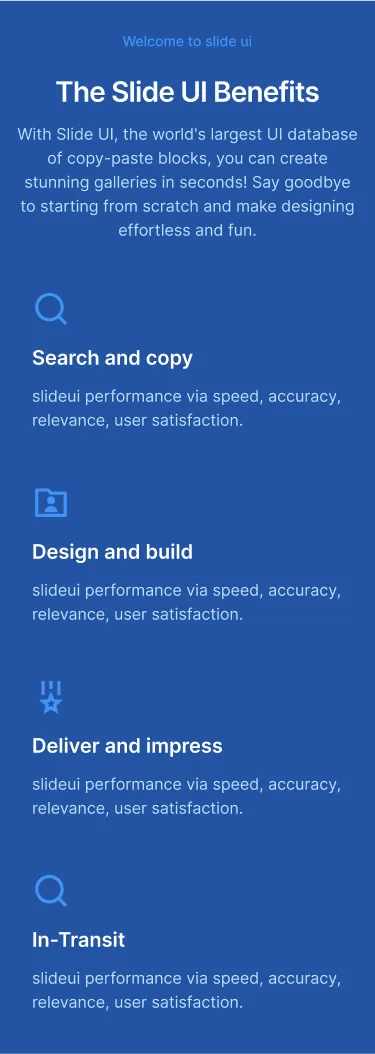 Welcome to slide ui
The Slide UI Benefits
With Slide UI, the world's largest UI database
of copy-paste blocks, you can create
stunning galleries in seconds! Say goodbye
to starting from scratch and make designing
effortless and fun.
Search and copy
slideui performance via speed, accuracy,
relevance, user satisfaction.
Design and build
slideui performance via speed, accuracy,
relevance, user satisfaction.
Deliver and impress
slideui performance via speed, accuracy,
relevance, user satisfaction.
In-Transit
slideui performance via speed, accuracy,
relevance, user satisfaction.